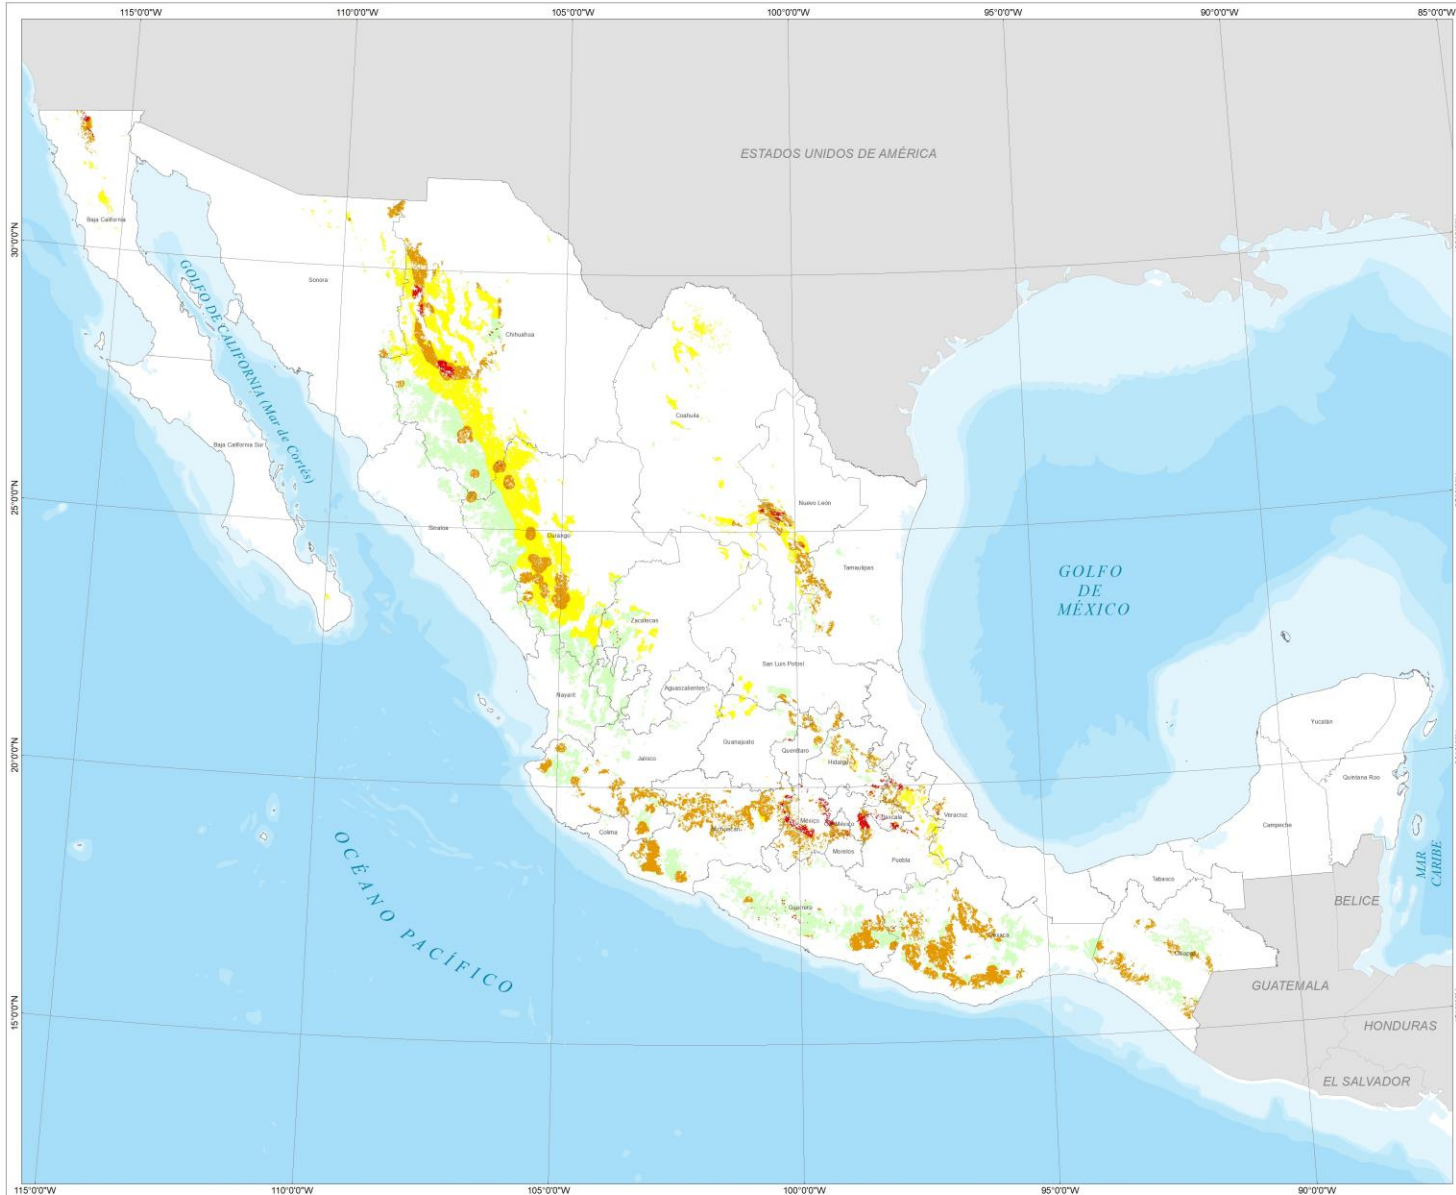 115°0'0"W
110°0'0"W
105°0'0"W
100°0'0"W
95°0'0"W
90°0'0"W
85°0'0"W
ESTADOS UNIDOS DE AMÉRICA
Baja California
30°0'0"N
Sonora
GOLFO DE CALIFORNIA (Mar de Cortés)
Chihuahua
Coahuila
Baja California Sur
25°0'0"N
Nuevo León
Sinaloa
Durango
Tamaulipas
GOLFO
DE
MÉXICO
Zacatecas
San Luis Potosí
Nayarit
Aguascalientes
Yucatán
20°0'0"N
Guanajuato
Querétaro
Jalisco
Hidalgo
Quintana Roo
México
Tlaxcala
Veracruz
Colima
Michoacán
Campeche
Morelos
Puebla
MAR
CARIBE
OCÉANO PACÍFICO
Tabasco
BELICE
Guerrero
Oaxaca
Chiapas
GUATEMALA
15°0'0"N
HONDURAS
EL SALVADOR
115°0'0"W
110°0'0"W
105°0'0"W
100°0'0"W
95°0'0"W
90°0'0"W